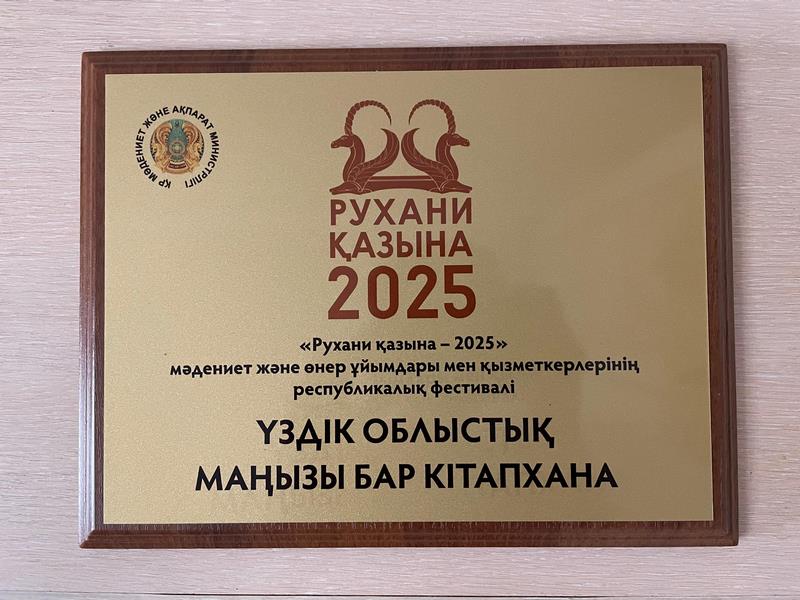 ҚР МӘДЕНИЕТ ЖӘНЕ АҚПАРАТ МИНИСТРЛІГІ
РУХАНИ
ҚАЗЫНА
2025
«Рухани қазына – 2025»
мәдениет және өнер ұйымдары мен қызметкерлерінің
республикалық фестивалі
ҮЗДІК ОБЛЫСТЫҚ
МАҢЫЗЫ БАР КІТАПХАНА